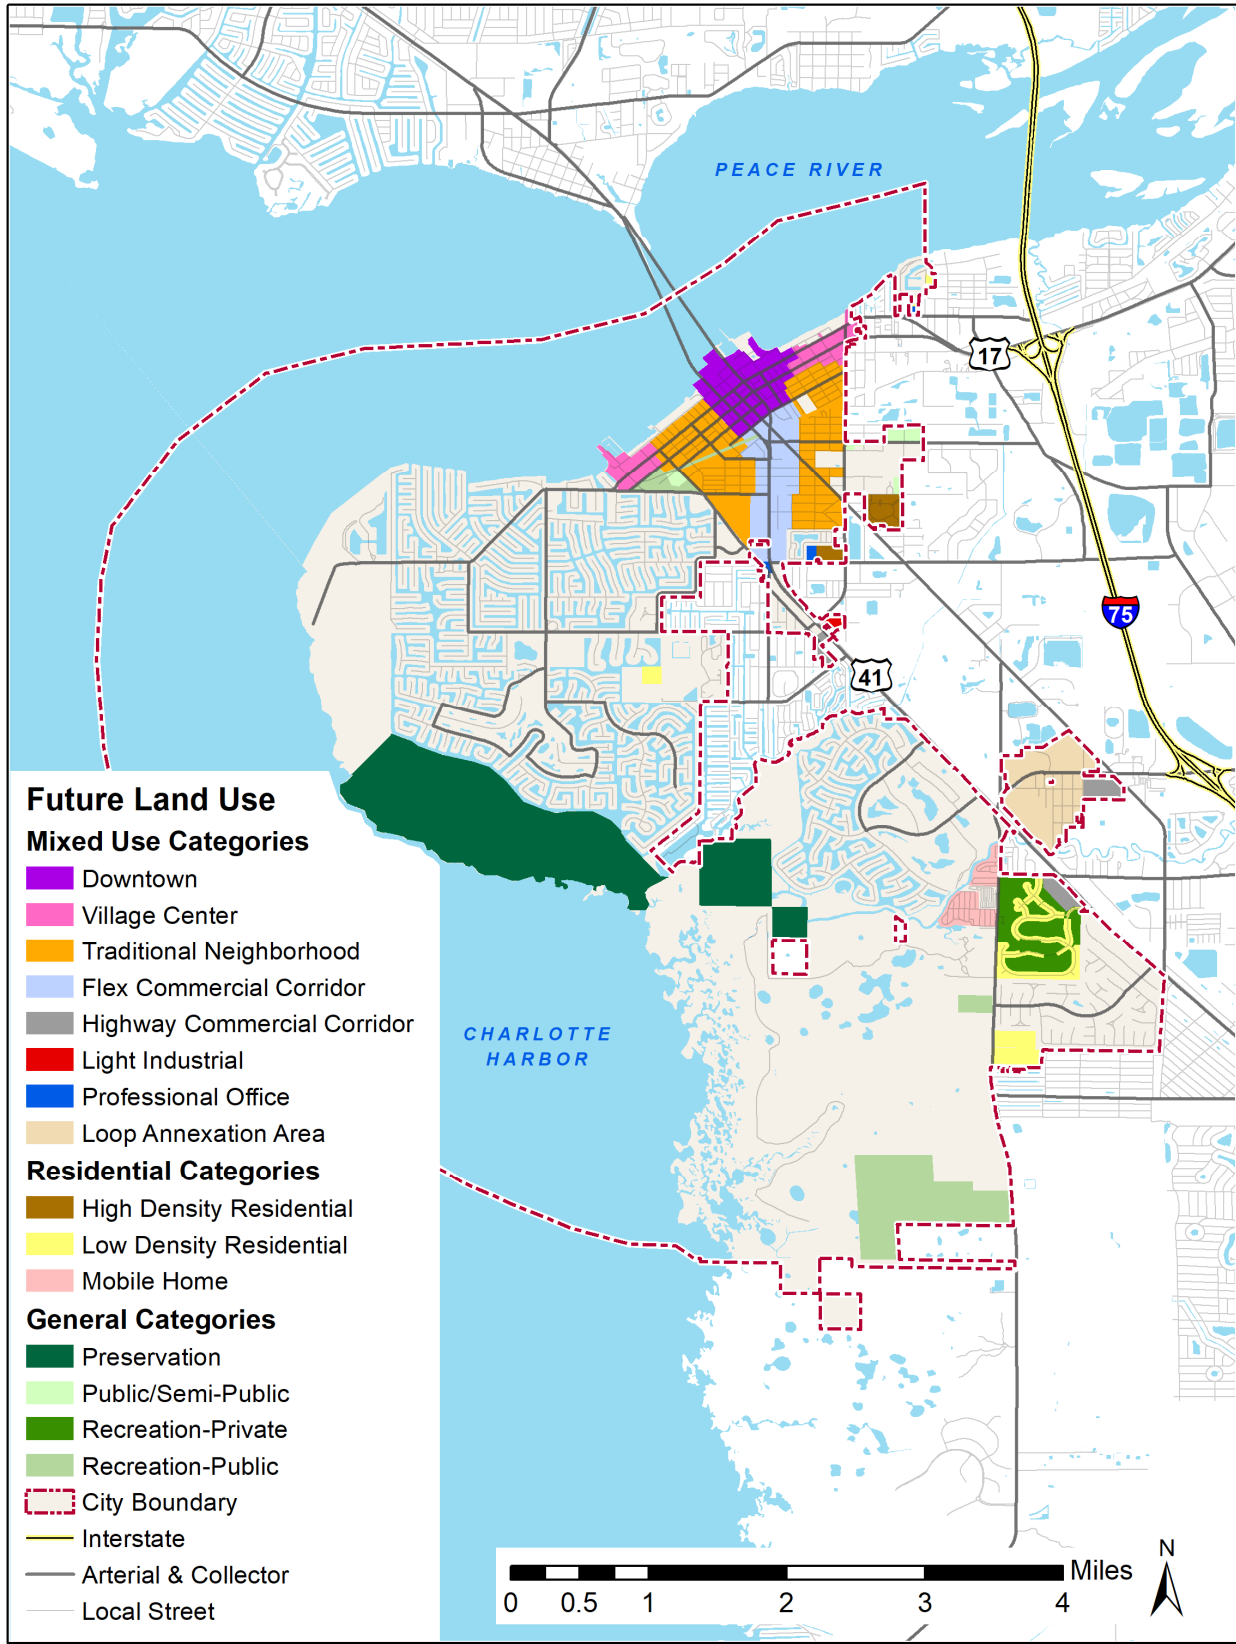 PEACE RIVER
17
75
41
CHARLOTTE
HARBOR
Future Land Use
Mixed Use Categories
Downtown
Village Center
Traditional Neighborhood
Flex Commercial Corridor
Highway Commercial Corridor
Light Industrial
Professional Office
Loop Annexation Area
Residential Categories
High Density Residential
Low Density Residential
Mobile Home
General Categories
Preservation
Public/Semi-Public
Recreation-Private
Recreation-Public
City Boundary
Interstate
Arterial & Collector
Local Street
Miles
0 0.5 1 2 3 4
N